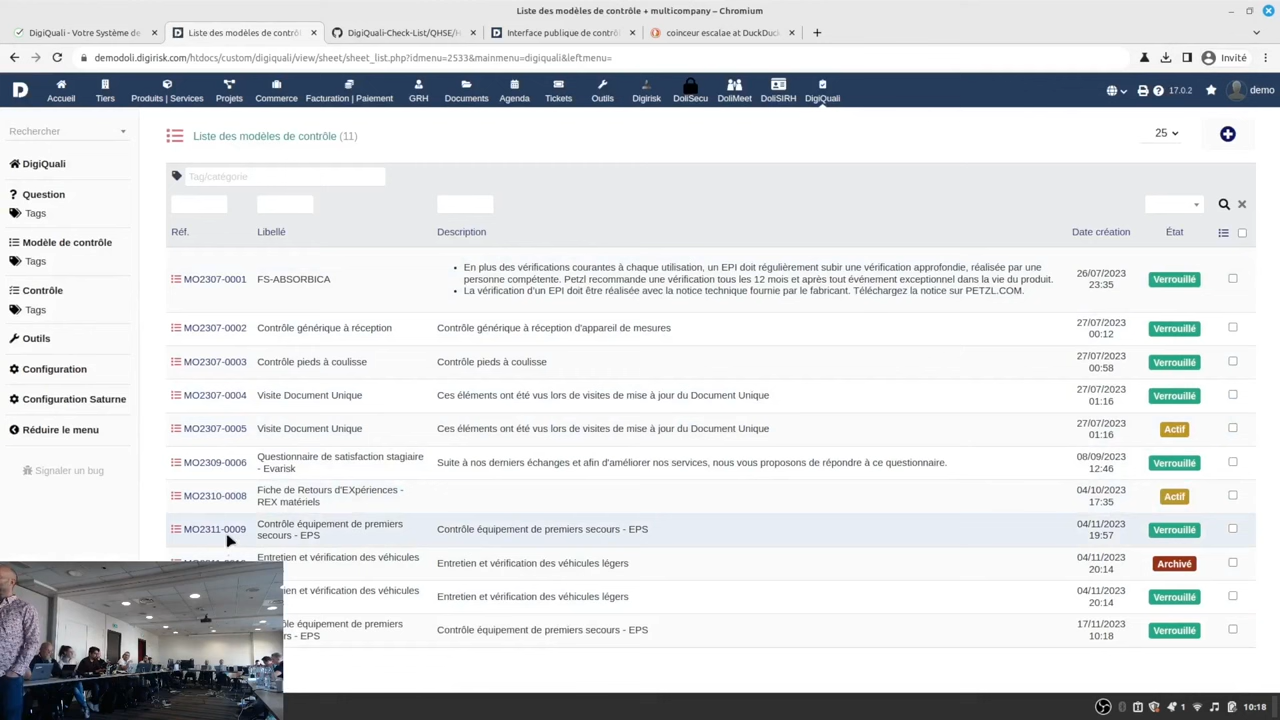 Liste des modèles de contrôle + multicompany – Chromium
DigiQuali - Votre Système de
Liste des modèles de contrôl
DigiQuali-Check-List/QHSE/H
Interface publique de contrôl
coinceur escalae at DuckDuck
demodoli.digirisk.com/htdocs/custom/digiquali/view/sheet/sheet_list.php?idmenu=2533&mainmenu=digiquali&leftmenu=
Invité
Accueil Tiers Produits | Services Projets Commerce Facturation | Paiement GRH Documents Agenda Tickets Outils Digirisk DoliSecu DoliMeet DoliSIRH DigiQuali
17.0.2
demo
Rechercher
DigiQuali
? Question
Tags
Modèle de contrôle
Tags
Contrôle
Tags
Outils
Configuration
Configuration Saturne
Réduire le menu
Signaler un bug
Liste des modèles de contrôle (11)
25
Tag/catégorie
Réf. Libellé Description Date création État
MO2307-0001 FS-ABSORBICA
• En plus des vérifications courantes à chaque utilisation, un EPI doit régulièrement subir une vérification approfondie, réalisée par une
personne compétente. Petzl recommande une vérification tous les 12 mois et après tout événement exceptionnel dans la vie du produit.
• La vérification d'un EPI doit être réalisée avec la notice technique fournie par le fabricant. Téléchargez la notice sur PETZL.COM.
26/07/2023
23:35
Verrouillé
MO2307-0002 Contrôle générique à réception Contrôle générique à réception d'appareil de mesures
27/07/2023
00:12
Verrouillé
MO2307-0003 Contrôle pieds à coulisse Contrôle pieds à coulisse
27/07/2023
00:58
Verrouillé
MO2307-0004 Visite Document Unique Ces éléments ont été vus lors de visites de mise à jour du Document Unique
27/07/2023
01:16
Verrouillé
MO2307-0005 Visite Document Unique Ces éléments ont été vus lors de visites de mise à jour du Document Unique
27/07/2023
01:16
Actif
MO2309-0006
Questionnaire de satisfaction stagiaire
- Evarisk
Suite à nos derniers échanges et afin d'améliorer nos services, nous vous proposons de répondre à ce questionnaire.
08/09/2023
12:46
Verrouillé
MO2310-0008
Fiche de Retours d'EXpériences -
REX matériels
04/10/2023
17:35
Actif
MO2311-0009
Contrôle équipement de premiers
secours - EPS
Contrôle équipement de premiers secours - EPS
04/11/2023
19:57
Verrouillé
Entretien et vérification des véhicules
Entretien et vérification des véhicules légers
04/11/2023
20:14
Archivé
n et vérification des véhicules
Entretien et vérification des véhicules légers
04/11/2023
20:14
Verrouillé
équipement de premiers
s - EPS
Contrôle équipement de premiers secours - EPS
17/11/2023
10:18
Verrouillé
1
10:18